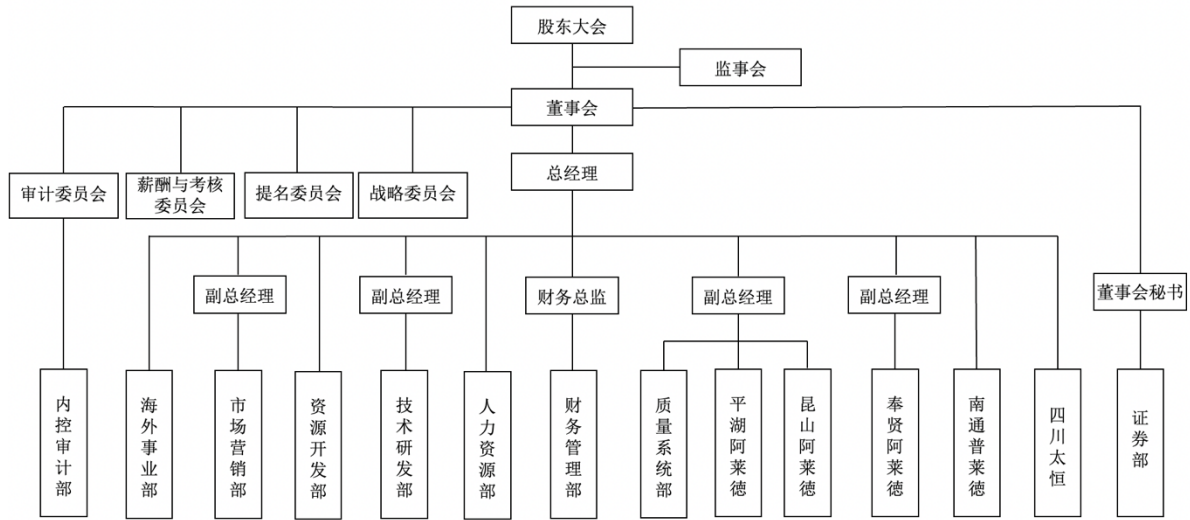 股东大会
监事会
董事会
总经理
审计委员会
薪酬与考核
委员会
提名委员会
战略委员会
副总经理
副总经理
财务总监
副总经理
副总经理
董事会秘书
内控审计部
海外事业部
市场营销部
资源开发部
技术研发部
人力资源部
财务管理部
质量系统部
平湖阿莱德
昆山阿莱德
奉贤阿莱德
南通普莱德
四川太恒
证券部